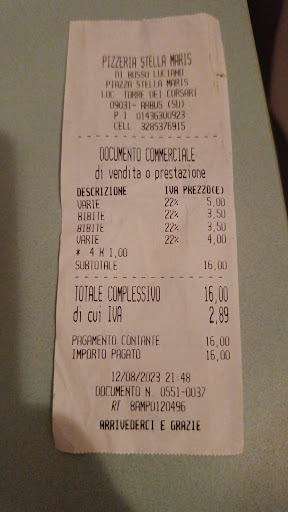 PIZZERIA STELLA MARIS
DI BUSSU LUCIANO
PIAZZA STELLA MARIS
LOC TORRE DEI CORSARI
09031- ARBUS (SU)
P I 01436300923
CELL 3285376915
DOCUMENTO COMMERCIALE
di vendita o prestazione
DESCRIZIONE IVA PREZZO(€)
VARIE 22% 5,00
BIBITE 22% 3,50
BIBITE 22% 3,50
VARIE 22% 4,00
* 4 X 1,00
SUBTOTALE 16,00
TOTALE COMPLESSIVO 16,00
di cui IVA 2,89
PAGAMENTO CONTANTE 16,00
IMPORTO PAGATO 16,00
12/08/2023 21:48
DOCUMENTO N 0551-0037
RT 8AMPD120496
ARRIVEDERCI E GRAZIE